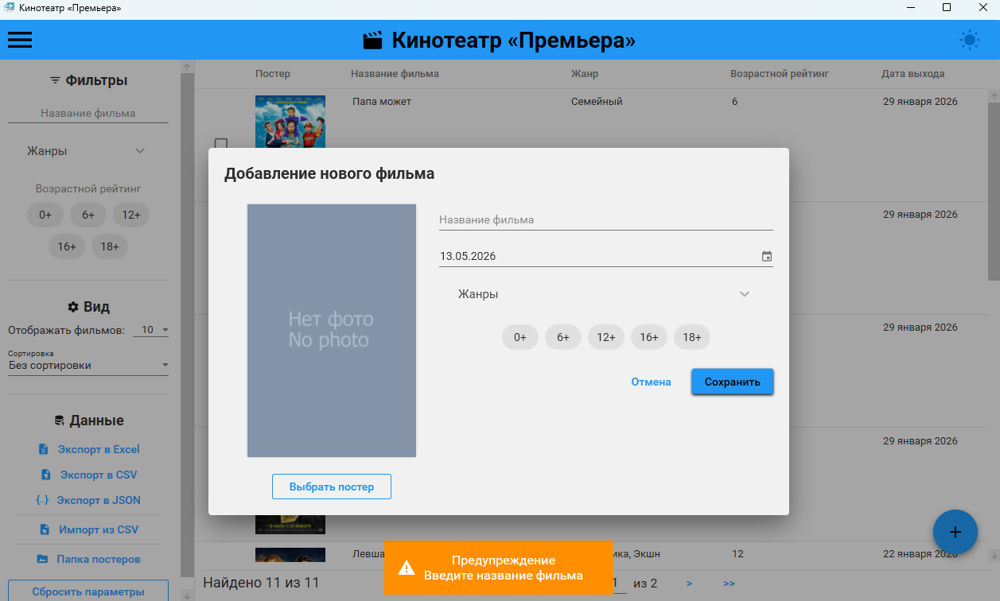 Кинотеатр «Премьера»
Кинотеатр «Премьера»
Фильтры
Название фильма
Жанры
Возрастной рейтинг
0+ 6+ 12+
16+ 18+
Вид
Отображать фильмов: 10
Сортировка
Без сортировки
Данные
Экспорт в Excel
Экспорт в CSV
Экспорт в JSON
Импорт из CSV
Папка постеров
Сбросить параметры
Постер Название фильма Жанр Возрастной рейтинг Дата выхода
Папа может Семейный 6 29 января 2026
29 января 2026
29 января 2026
29 января 2026
Добавление нового фильма
Нет фото
No photo
Выбрать постер
Название фильма
13.05.2026
Жанры
0+ 6+ 12+ 16+ 18+
Отмена Сохранить
В КИНО С 29 ЯНВАРЯ
Левша 12 22 января 2026
Экшн
Предупреждение
Введите название фильма
Найдено 11 из 11
1 из 2 > >>